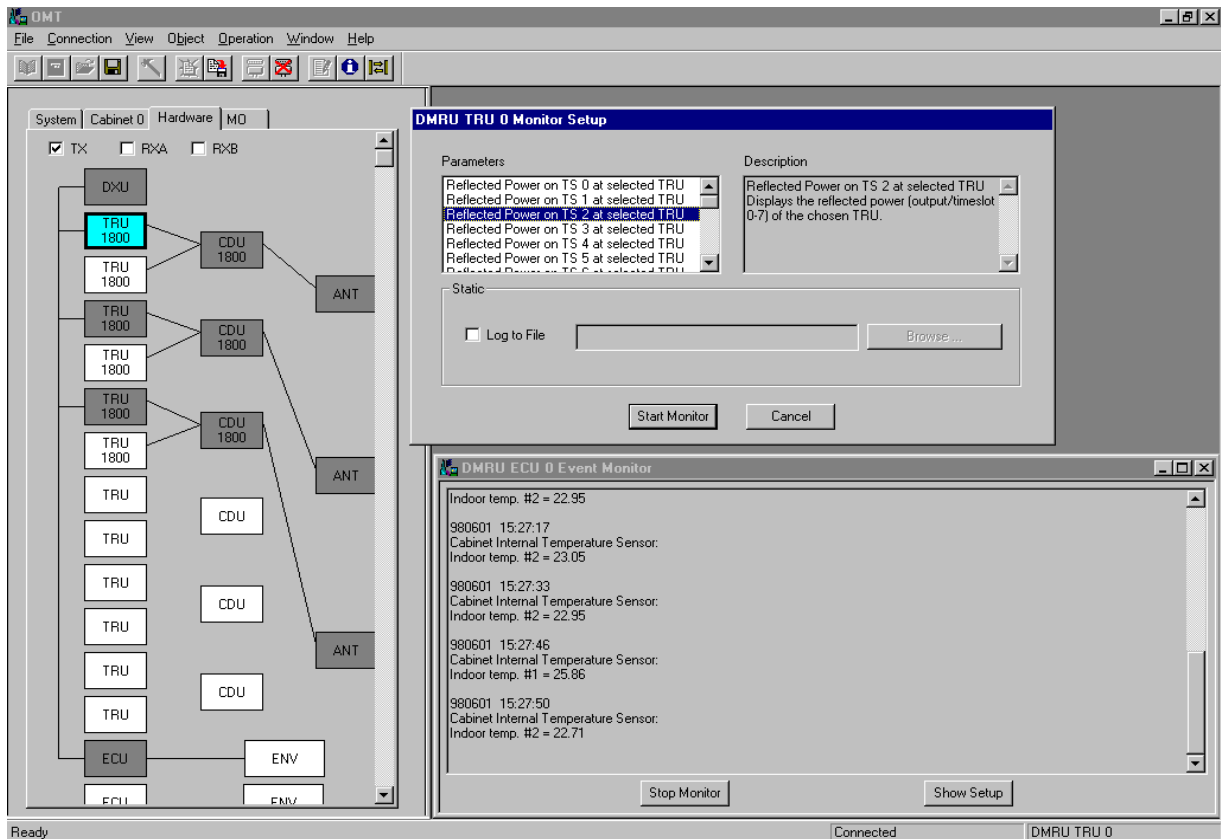 OMT
File Connection View Object Operation Window Help
System Cabinet 0 Hardware MO
TX RXA RXB
DXU
TRU
1800
CDU
1800
TRU
1800
ANT
TRU
1800
CDU
1800
TRU
1800
TRU
1800
CDU
1800
TRU
1800
ANT
TRU
CDU
TRU
TRU
CDU
TRU
ANT
TRU
CDU
TRU
ECU
ENV
ECU
ENV
DMRU TRU 0 Monitor Setup
Parameters
Reflected Power on TS 0 at selected TRU
Reflected Power on TS 1 at selected TRU
Reflected Power on TS 2 at selected TRU
Reflected Power on TS 3 at selected TRU
Reflected Power on TS 4 at selected TRU
Reflected Power on TS 5 at selected TRU
Reflected Power on TS 6 at selected TRU
Description
Reflected Power on TS 2 at selected TRU
Displays the reflected power (output/timeslot
0-7) of the chosen TRU.
Static
Log to File
Browse ...
Start Monitor
Cancel
DMRU ECU 0 Event Monitor
Indoor temp. #2 = 22.95
980601 15:27:17
Cabinet Internal Temperature Sensor:
Indoor temp. #2 = 23.05
980601 15:27:33
Cabinet Internal Temperature Sensor:
Indoor temp. #2 = 22.95
980601 15:27:46
Cabinet Internal Temperature Sensor:
Indoor temp. #1 = 25.86
980601 15:27:50
Cabinet Internal Temperature Sensor:
Indoor temp. #2 = 22.71
Stop Monitor
Show Setup
Ready
Connected
DMRU TRU 0